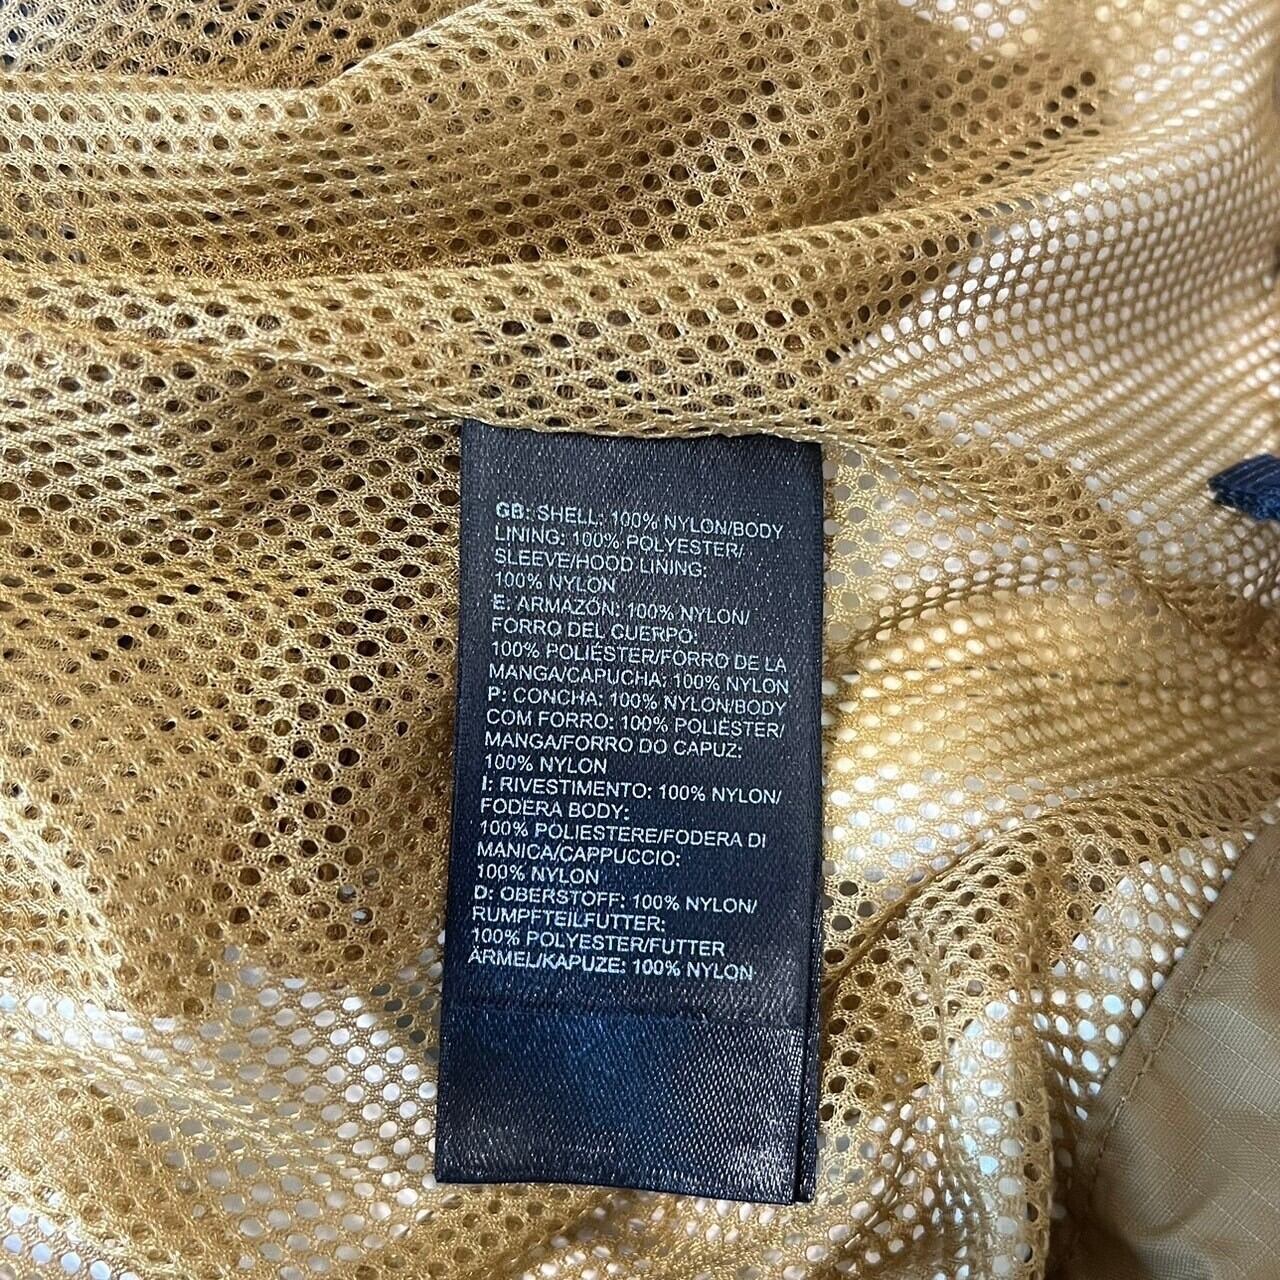 GB: SHELL: 100% NYLON/BODY
LINING: 100% POLYESTER/
SLEEVE/HOOD LINING:
100% NYLON
E: ARMAZÓN: 100% NYLON/
FORRO DEL CUERPO:
100% POLIÉSTER/FORRO DE LA
MANGA/CAPUCHA: 100% NYLON
P: CONCHA: 100% NYLON/BODY
COM FORRO: 100% POLIÉSTER/
MANGA/FORRO DO CAPUZ:
100% NYLON
I: RIVESTIMENTO: 100% NYLON/
FODERA BODY:
100% POLIESTERE/FODERA DI
MANICA/CAPPUCCIO:
100% NYLON
D: OBERSTOFF: 100% NYLON/
RUMPFTEILFUTTER:
100% POLYESTER/FUTTER
ÄRMEL/KAPUZE: 100% NYLON